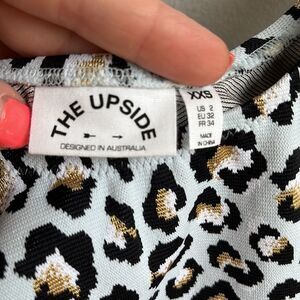 THE UPSIDE
DESIGNED IN AUSTRALIA
XXS
US 2
EU 32
FR 34
MADE
IN CHINA